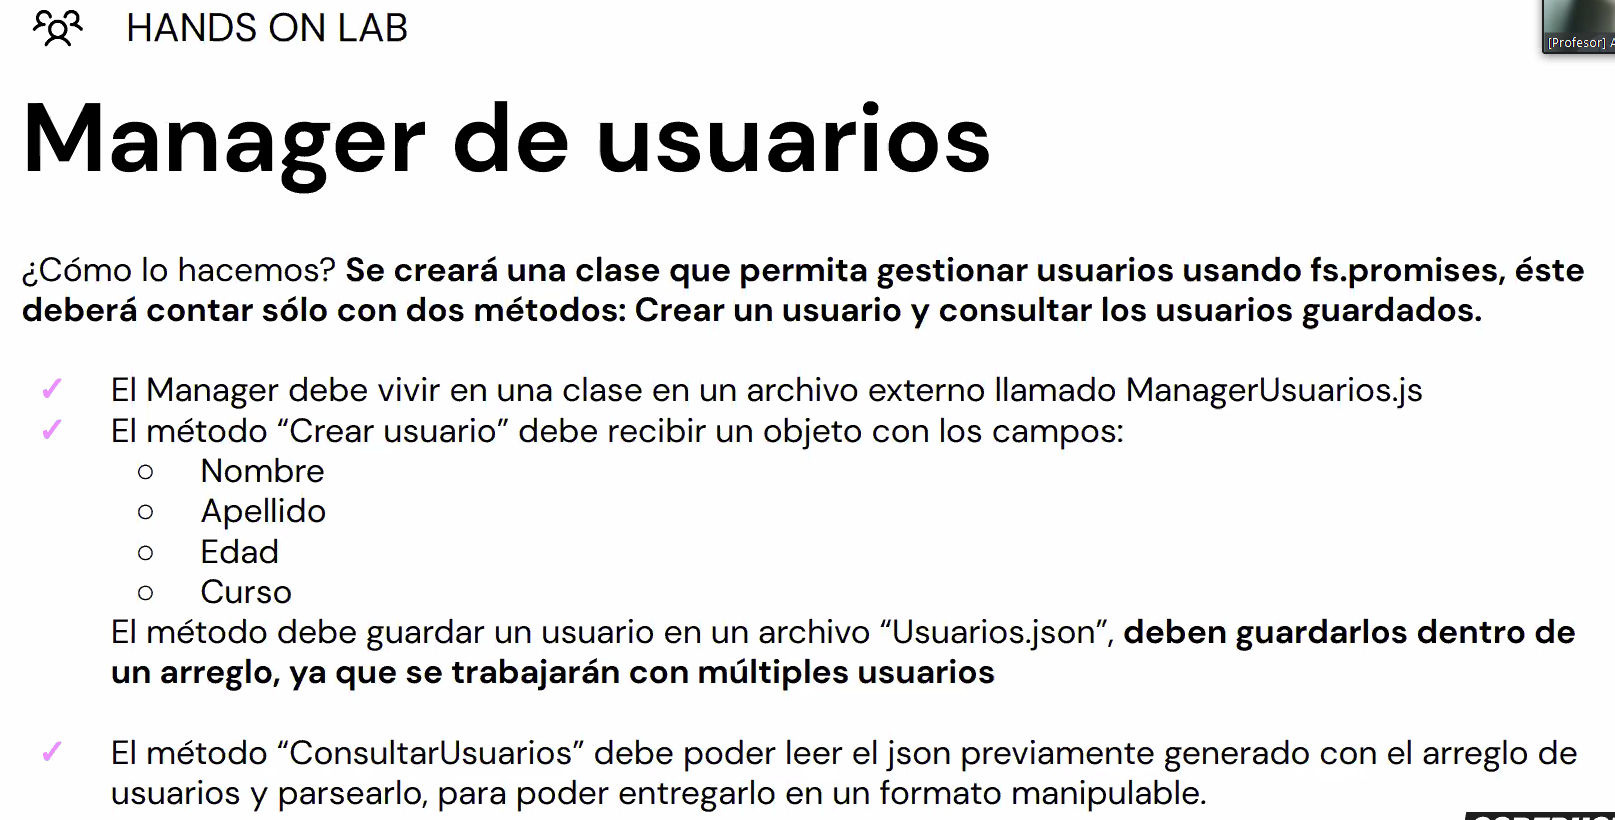 HANDS ON LAB
[Profesor] A
Manager de usuarios
¿Cómo lo hacemos? Se creará una clase que permita gestionar usuarios usando fs.promises, éste
deberá contar sólo con dos métodos: Crear un usuario y consultar los usuarios guardados.
✓ El Manager debe vivir en una clase en un archivo externo llamado ManagerUsuarios.js
✓ El método “Crear usuario” debe recibir un objeto con los campos:
○ Nombre
○ Apellido
○ Edad
○ Curso
El método debe guardar un usuario en un archivo “Usuarios.json”, deben guardarlos dentro de
un arreglo, ya que se trabajarán con múltiples usuarios
✓ El método “ConsultarUsuarios” debe poder leer el json previamente generado con el arreglo de
usuarios y parsearlo, para poder entregarlo en un formato manipulable.